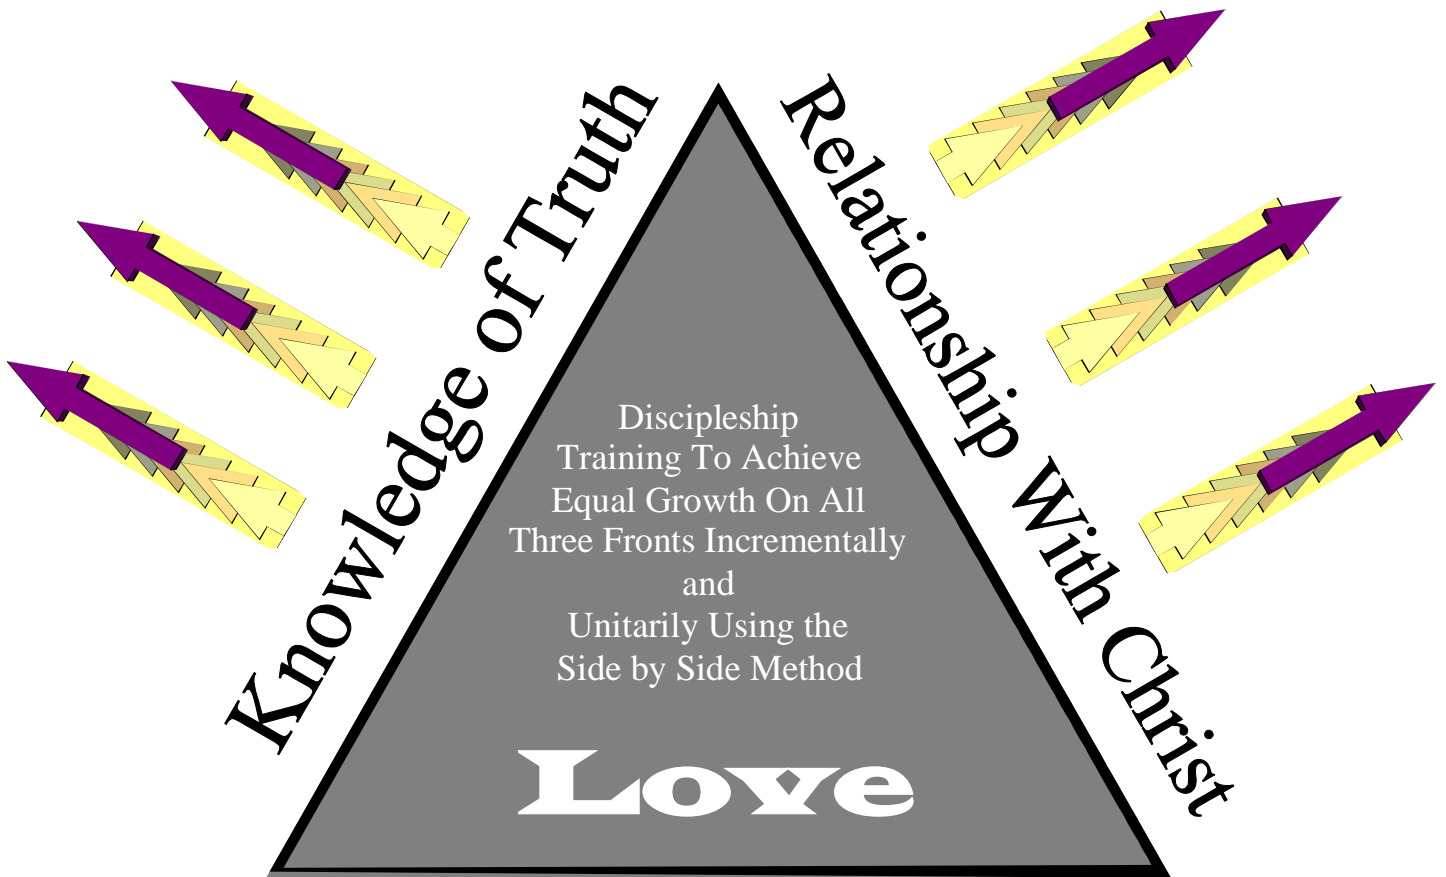 Knowledge of Truth
Relationship With Christ
Discipleship
Training To Achieve
Equal Growth On All
Three Fronts Incrementally
and
Unitarily Using the
Side by Side Method
Love